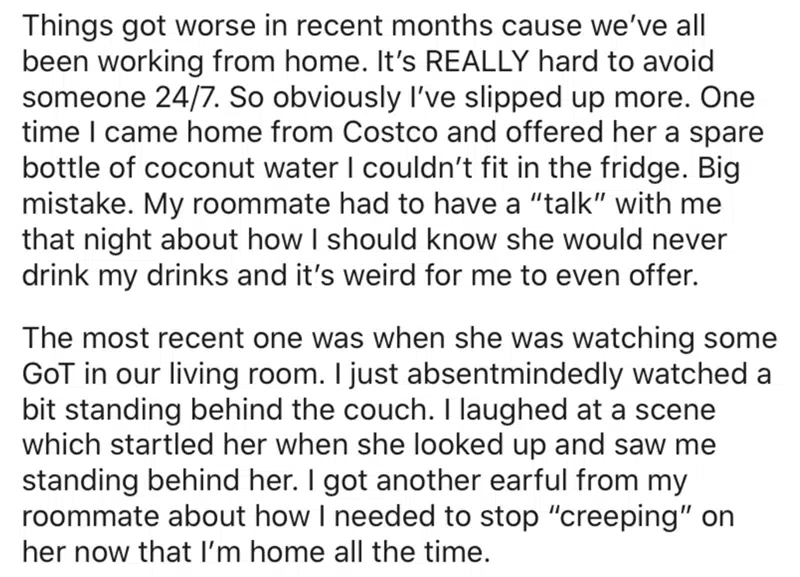 Things got worse in recent months cause we’ve all
been working from home. It’s REALLY hard to avoid
someone 24/7. So obviously I’ve slipped up more. One
time I came home from Costco and offered her a spare
bottle of coconut water I couldn’t fit in the fridge. Big
mistake. My roommate had to have a “talk” with me
that night about how I should know she would never
drink my drinks and it’s weird for me to even offer.
The most recent one was when she was watching some
GoT in our living room. I just absentmindedly watched a
bit standing behind the couch. I laughed at a scene
which startled her when she looked up and saw me
standing behind her. I got another earful from my
roommate about how I needed to stop “creeping” on
her now that I’m home all the time.